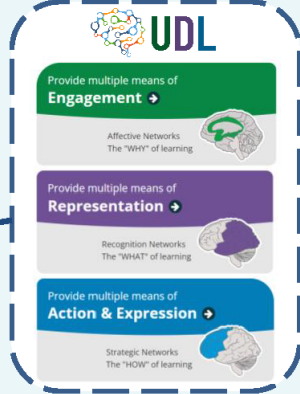 UDL
Provide multiple means of
Engagement
Affective Networks
The "WHY" of learning
Provide multiple means of
Representation
Recognition Networks
The "WHAT" of learning
Provide multiple means of
Action & Expression
Strategic Networks
The "HOW" of learning